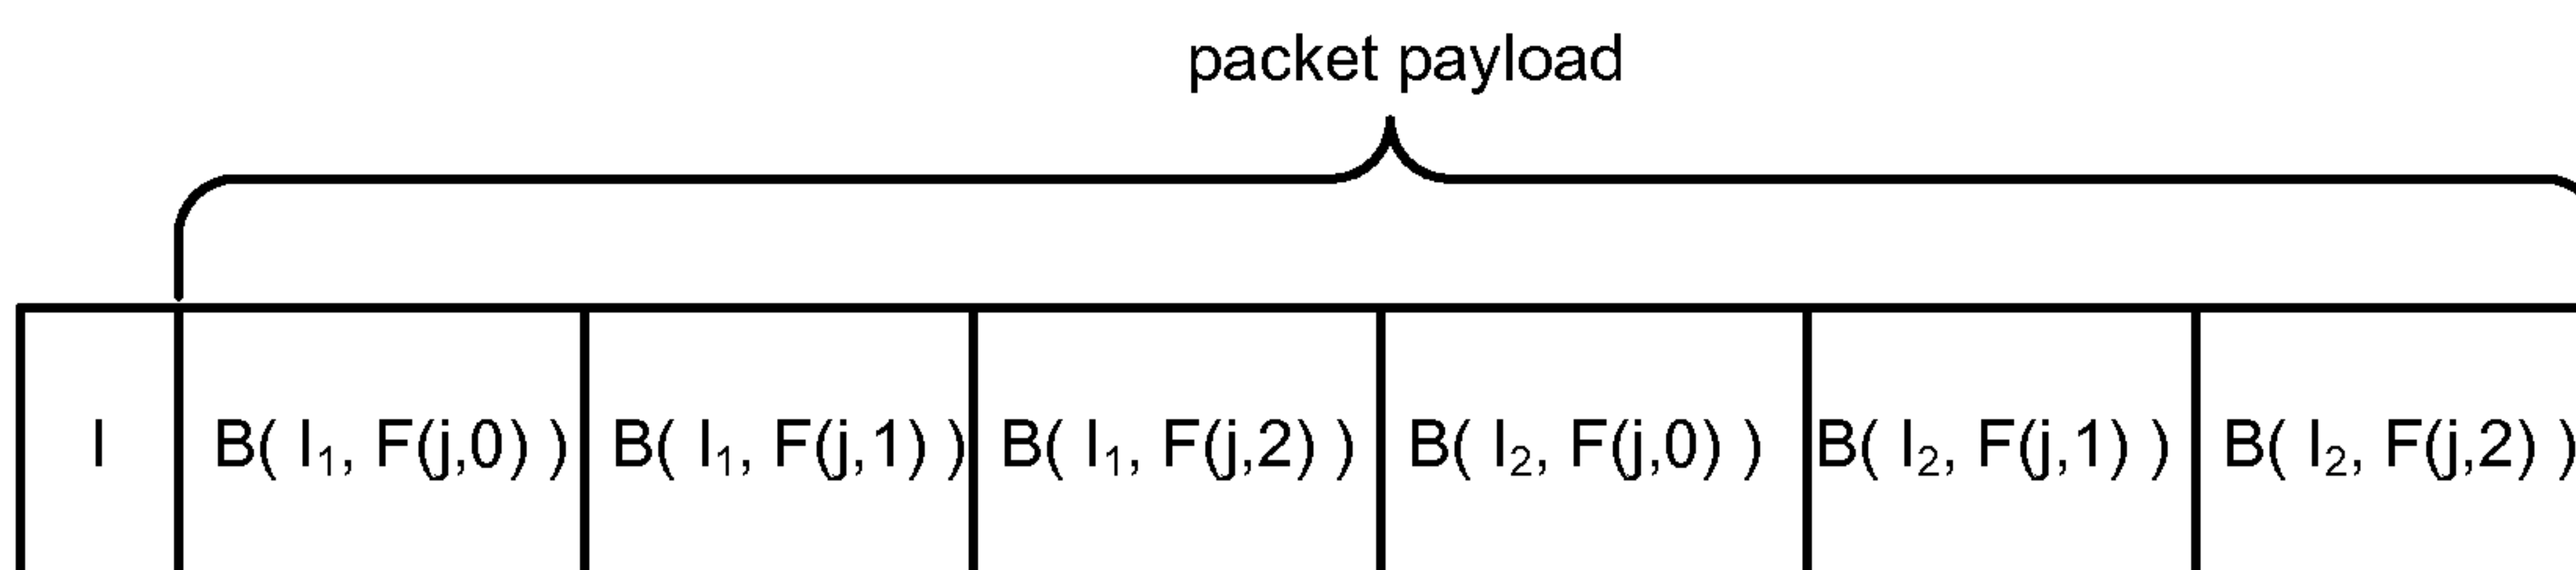 packet payload
I B( I₁, F(j,0) ) B( I₁, F(j,1) ) B( I₁, F(j,2) ) B( I₂, F(j,0) ) B( I₂, F(j,1) ) B( I₂, F(j,2) )